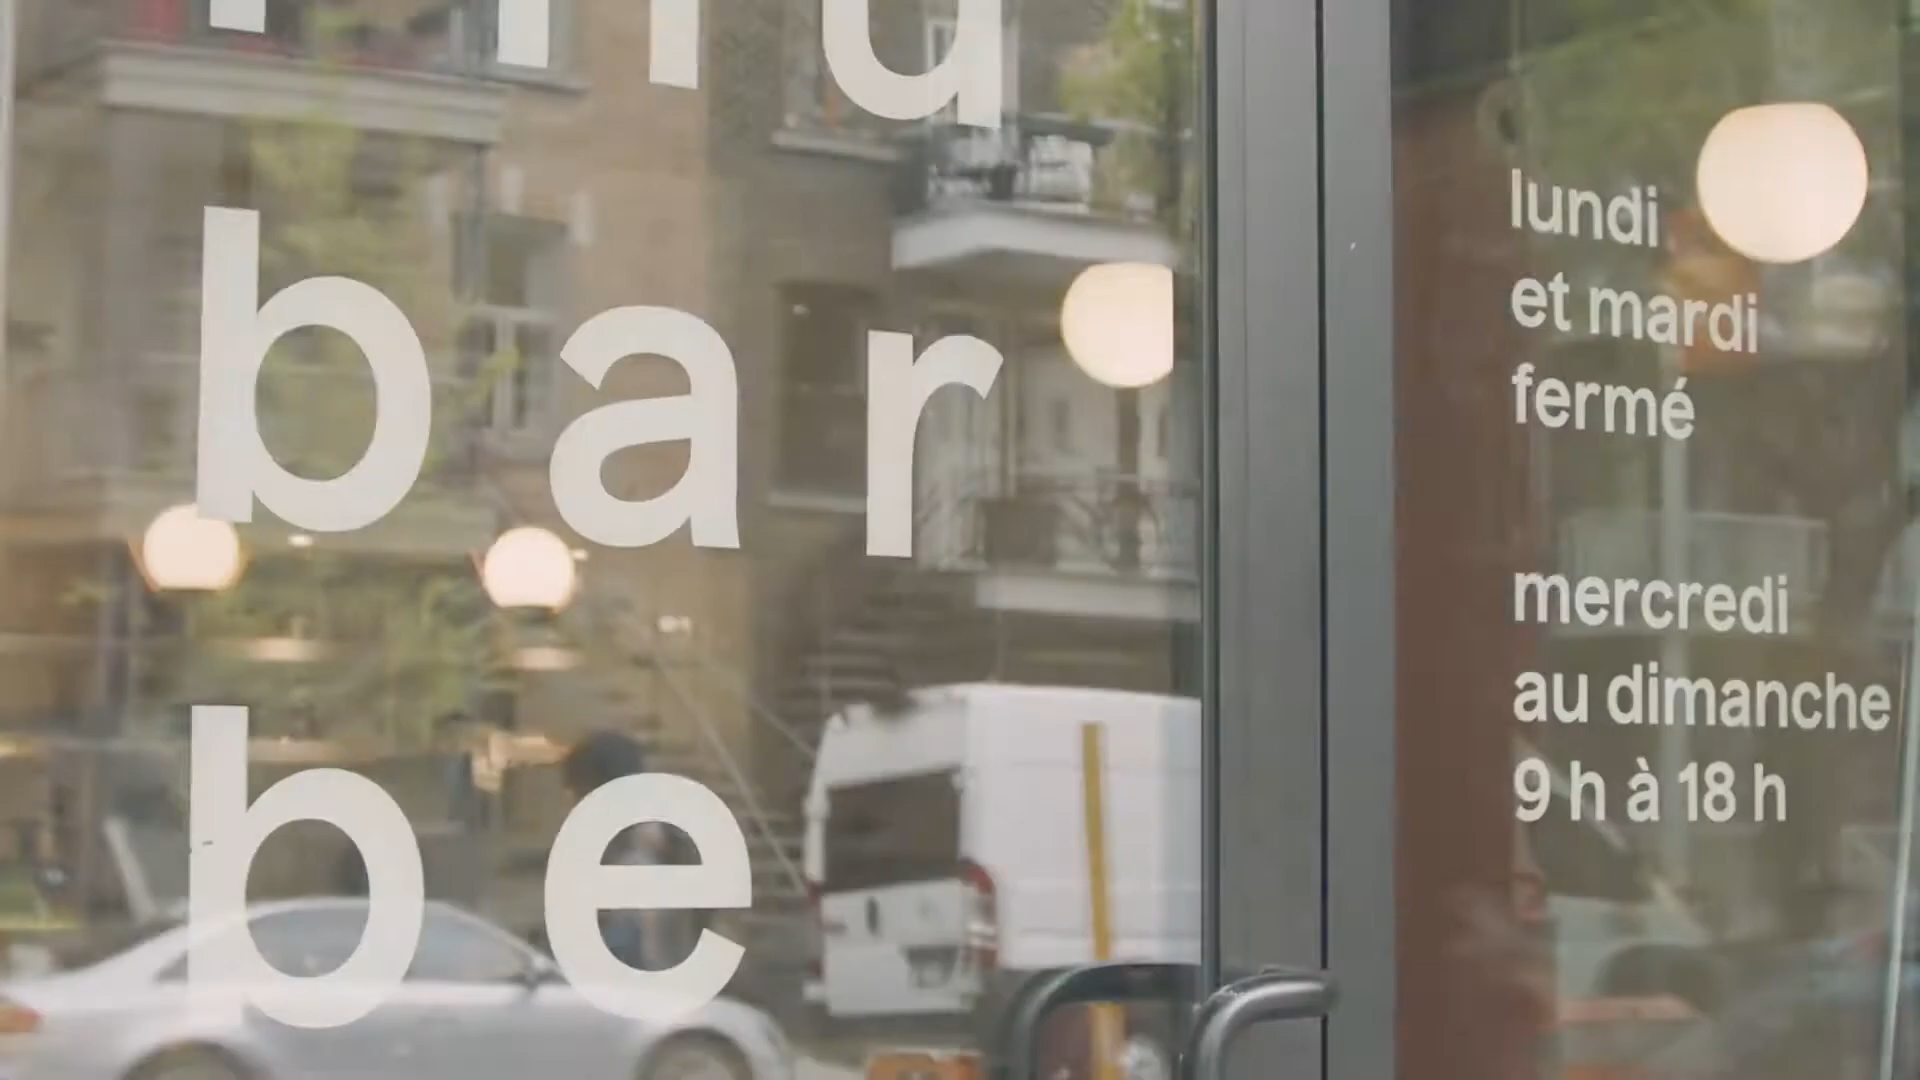 bar
be
lundi
et mardi
fermé
mercredi
au dimanche
9 h à 18 h